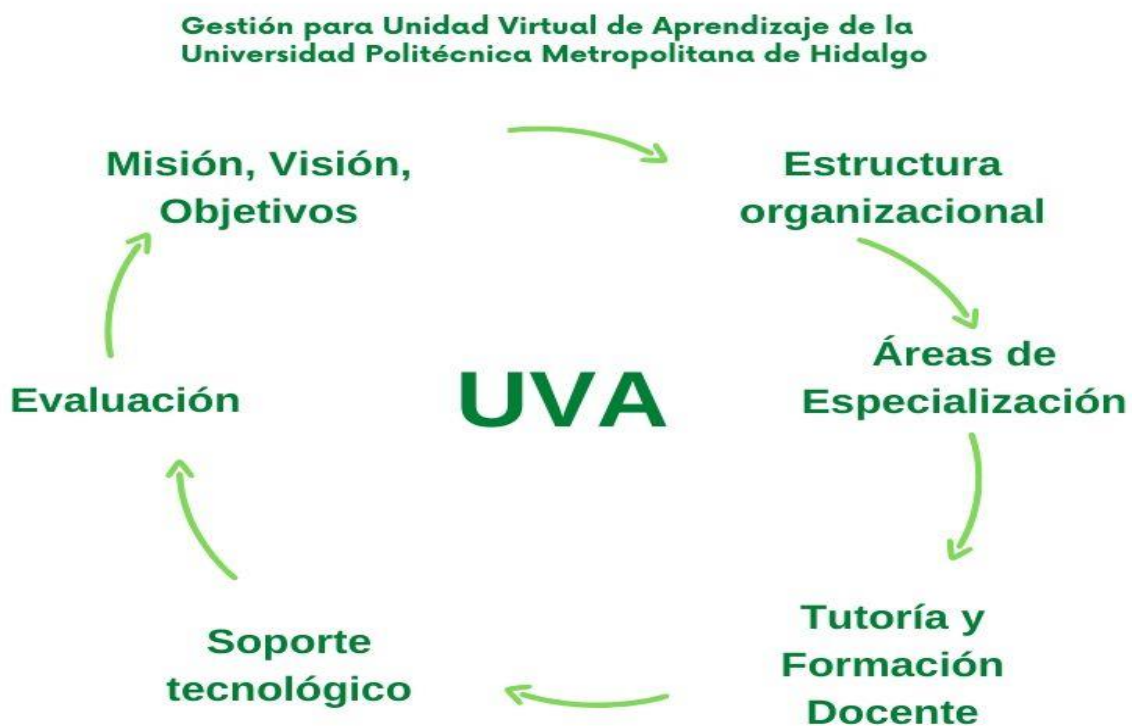 Gestión para Unidad Virtual de Aprendizaje de la
Universidad Politécnica Metropolitana de Hidalgo
Misión, Visión,
Objetivos
Estructura
organizacional
Áreas de
Especialización
Tutoría y
Formación
Docente
Soporte
tecnológico
Evaluación
UVA